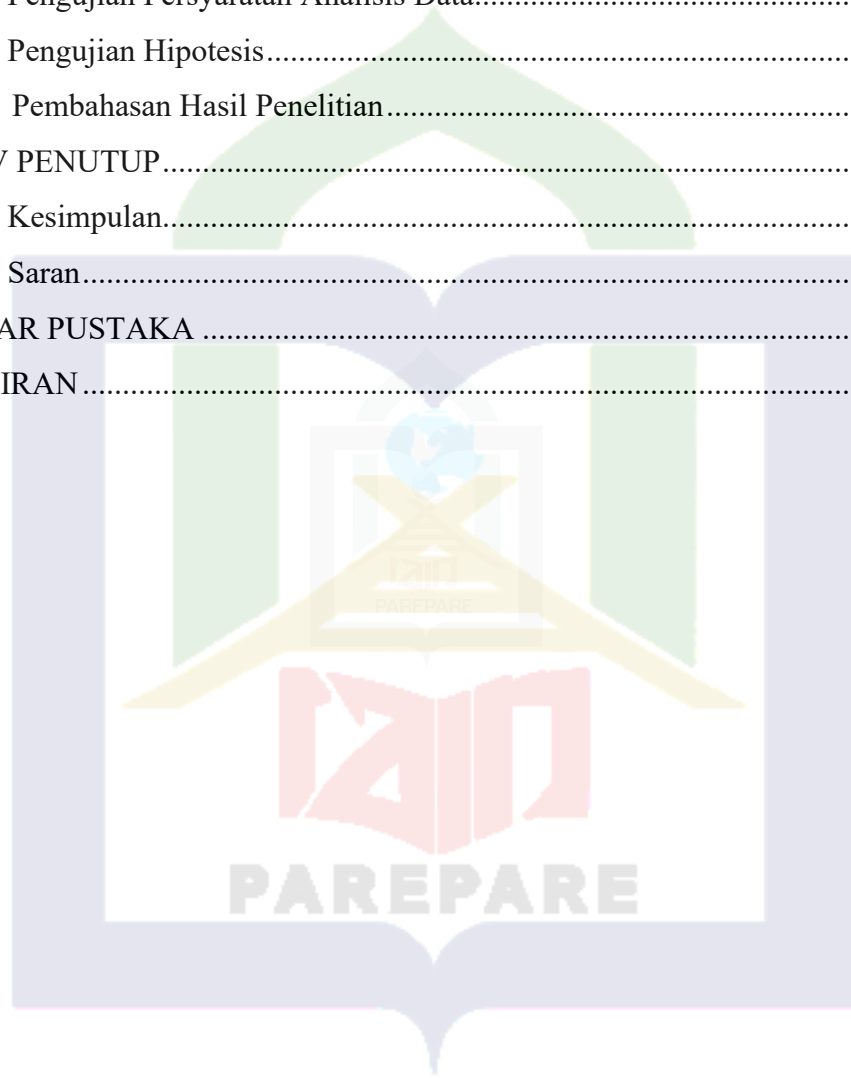 Pengujian Persyaratan Analisis Data........................................................
Pengujian Hipotesis........................................................................
Pembahasan Hasil Penelitian.........................................................
V PENUTUP.....................................................................................
Kesimpulan.....................................................................................
Saran...............................................................................................
AR PUSTAKA ................................................................................
IRAN...............................................................................................
PAREPARE
PAREPARE